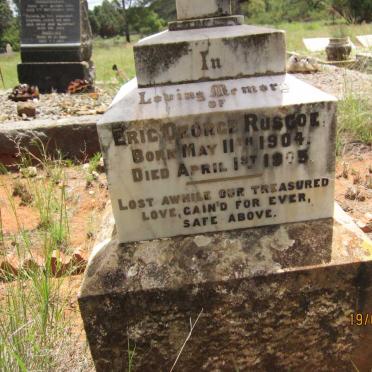 In
Loving Memory
OF
ERIC GEORGE RUSCOE
BORN MAY 11TH 1904.
DIED APRIL 1ST 1905.
LOST AWHILE OUR TREASURED
LOVE, GAIN'D FOR EVER,
SAFE ABOVE.